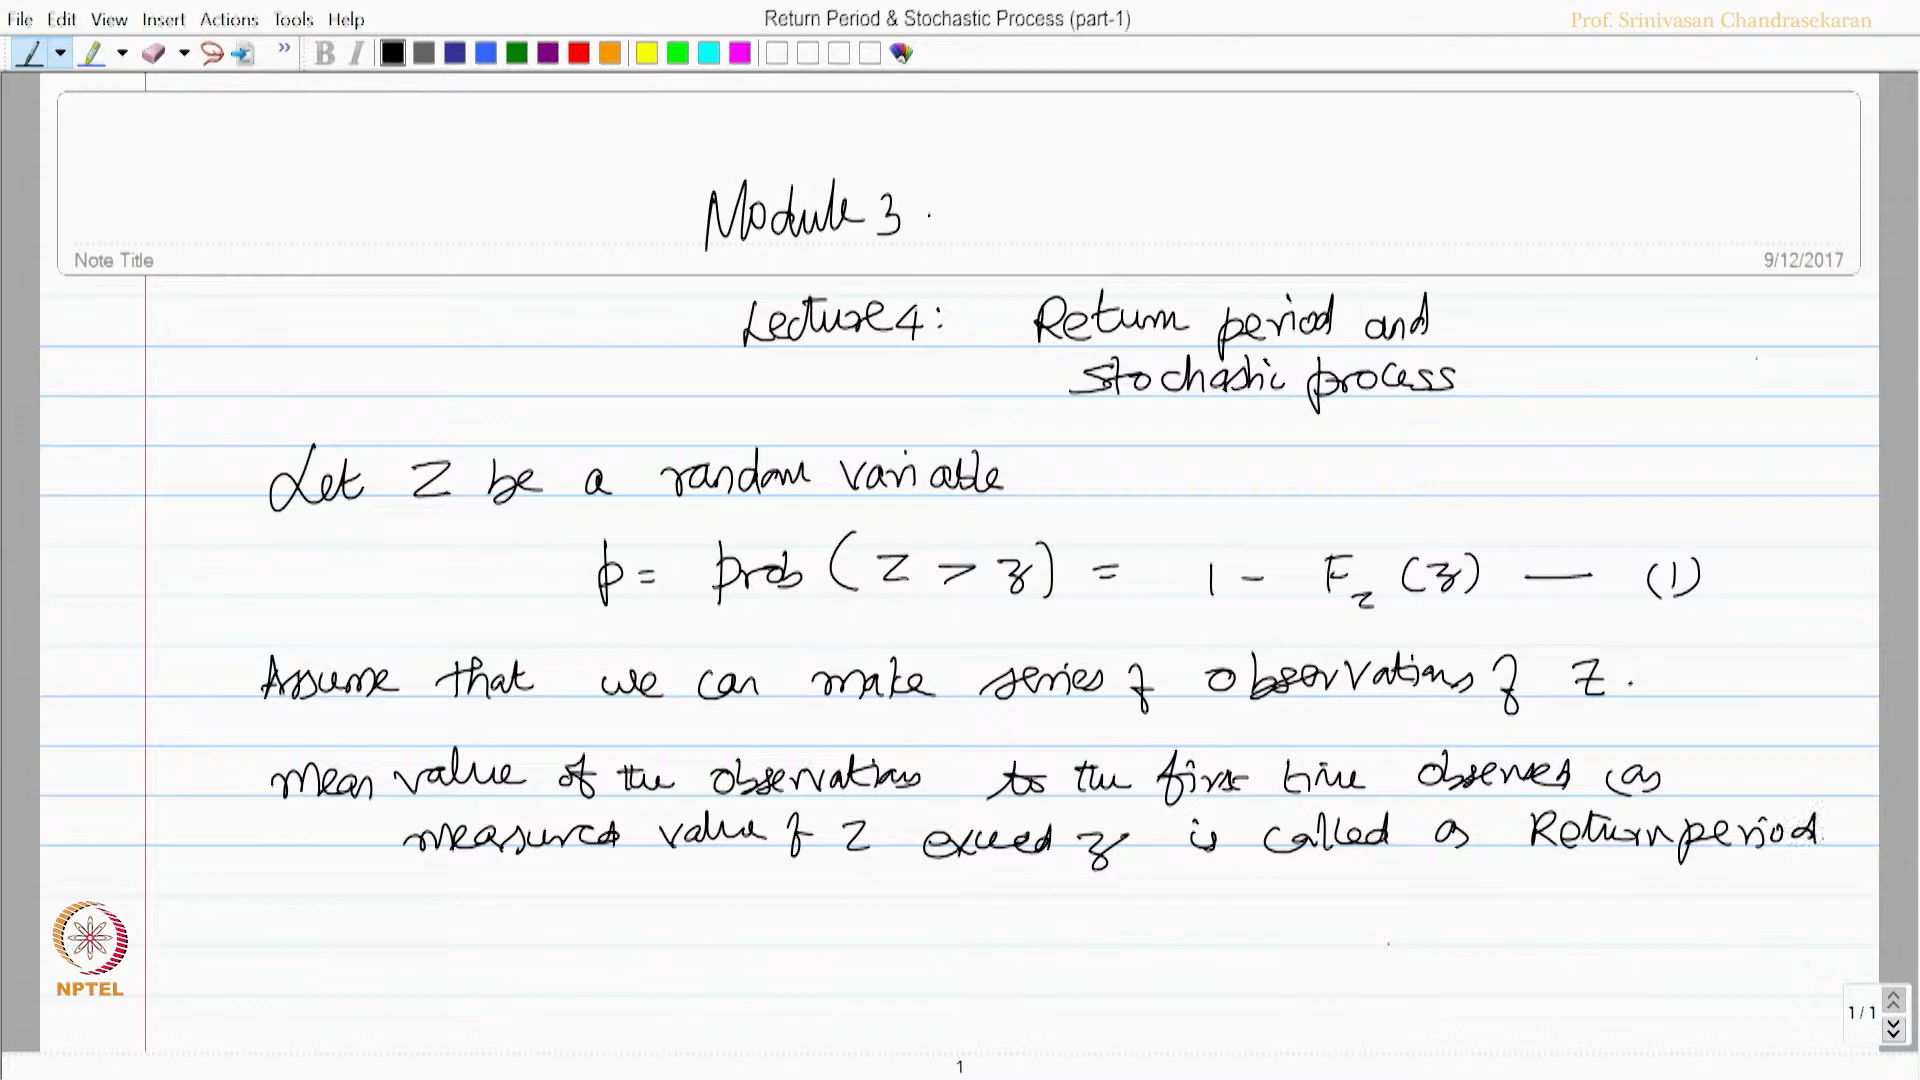 File Edit View Insert Actions Tools Help
Return Period & Stochastic Process (part-1)
Prof. Srinivasan Chandrasekaran
B I
Module 3.
Note Title
9/12/2017
Lecture 4: Return period and
stochastic process
Let Z be a random variable
p = prob (Z > z) = 1 - F_Z (z) — (1)
Assume that we can make series of observations of Z.
mean value of the observations to the first time observed (as
measured value of Z exceed z is called as Return period
NPTEL
1 / 1
1